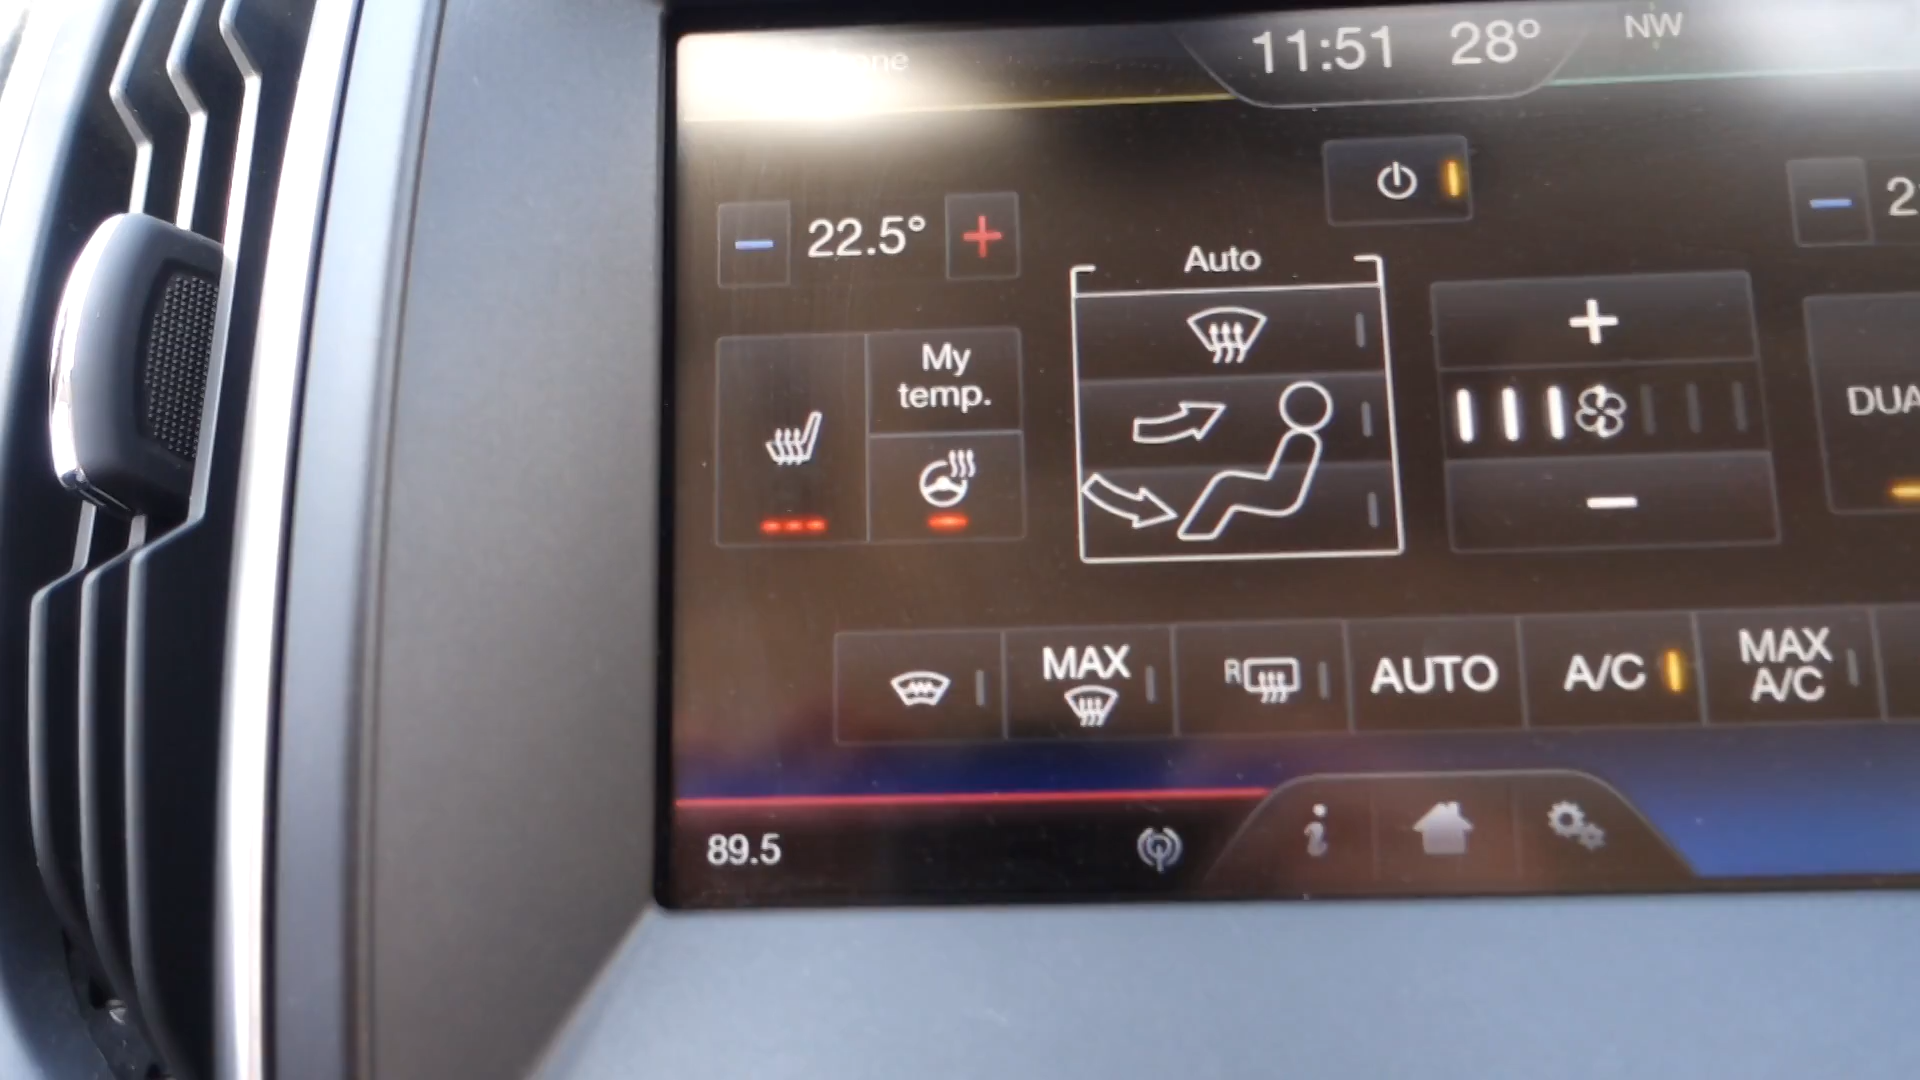 11:51 28° NW
22.5°
Auto
My
temp.
MAX
R
AUTO
A/C
MAX
A/C
89.5